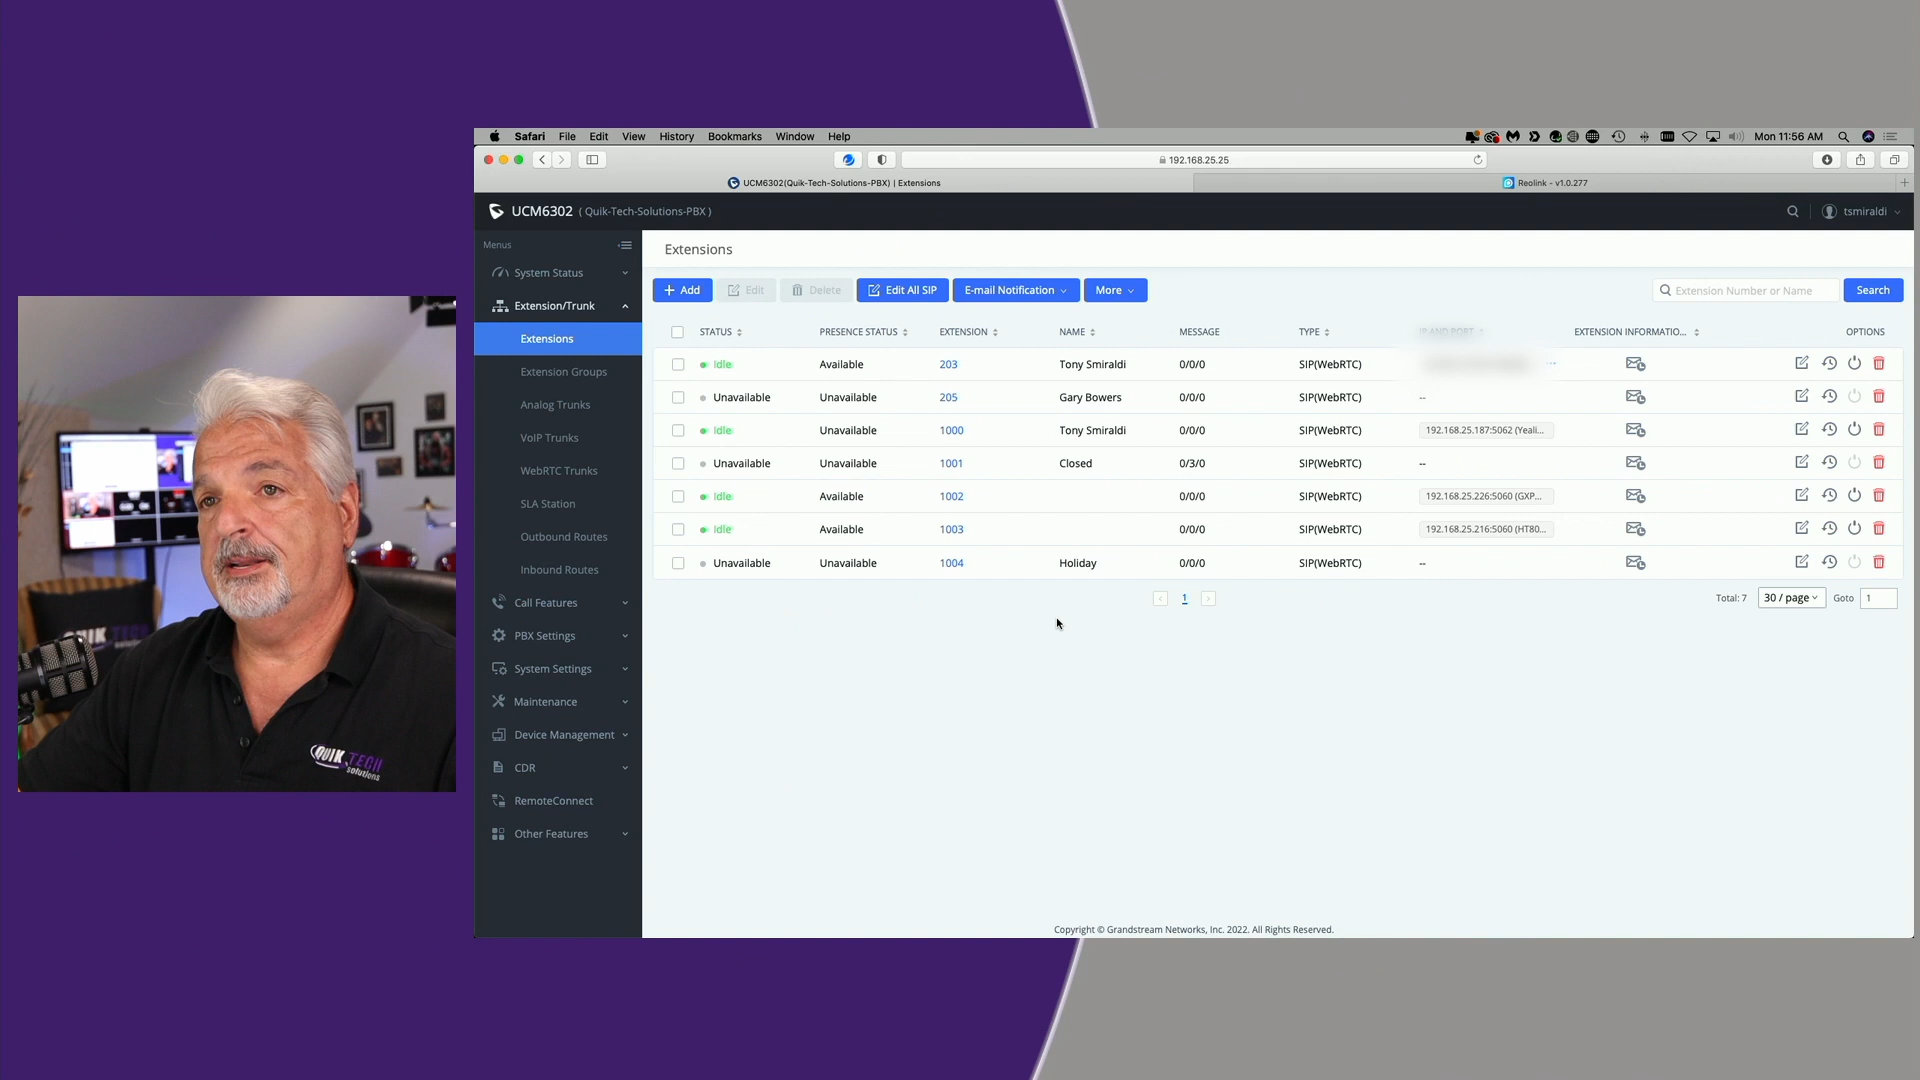 Safari File Edit View History Bookmarks Window Help Mon 11:56 AM
192.168.25.25
UCM6302(Quik-Tech-Solutions-PBX) | Extensions Reolink - v1.0.277
UCM6302 ( Quik-Tech-Solutions-PBX ) tsmiraldi
Menus
System Status
Extension/Trunk
Extensions
Extension Groups
Analog Trunks
VoIP Trunks
WebRTC Trunks
SLA Station
Outbound Routes
Inbound Routes
Call Features
PBX Settings
System Settings
Maintenance
Device Management
CDR
RemoteConnect
Other Features
Extensions
+ Add Edit Delete Edit All SIP E-mail Notification More Extension Number or Name Search
STATUS PRESENCE STATUS EXTENSION NAME MESSAGE TYPE IP AND PORT EXTENSION INFORMATIO... OPTIONS
Idle Available 203 Tony Smiraldi 0/0/0 SIP(WebRTC) ...
Unavailable Unavailable 205 Gary Bowers 0/0/0 SIP(WebRTC) --
Idle Unavailable 1000 Tony Smiraldi 0/0/0 SIP(WebRTC) 192.168.25.187:5062 (Yeali...
Unavailable Unavailable 1001 Closed 0/3/0 SIP(WebRTC) --
Idle Available 1002 0/0/0 SIP(WebRTC) 192.168.25.226:5060 (GXP...
Idle Available 1003 0/0/0 SIP(WebRTC) 192.168.25.216:5060 (HT80...
Unavailable Unavailable 1004 Holiday 0/0/0 SIP(WebRTC) --
< 1 > Total: 7 30 / page Goto 1
Copyright © Grandstream Networks, Inc. 2022. All Rights Reserved.
QUIK TECH
solutions